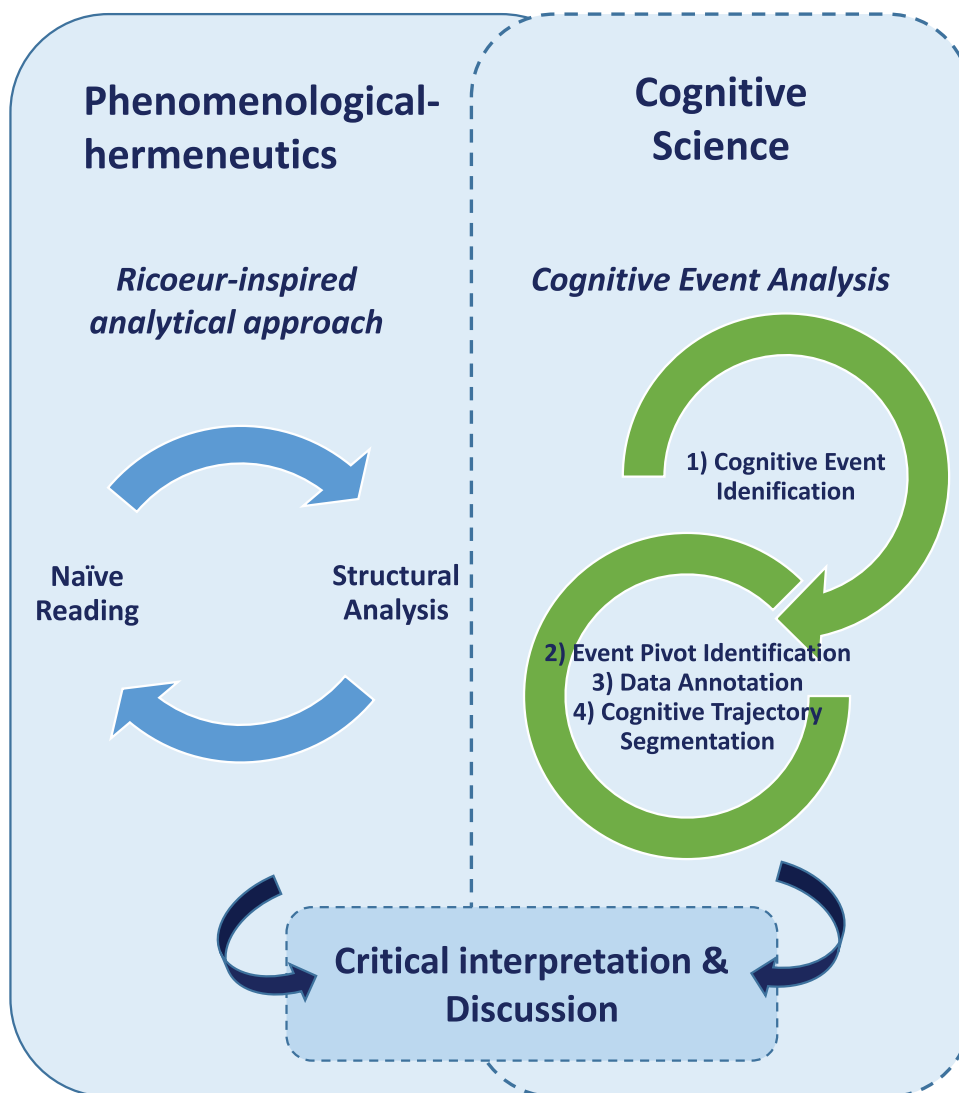 Phenomenological-
hermeneutics
Ricoeur-inspired
analytical approach
Naïve
Reading
Structural
Analysis
Cognitive
Science
Cognitive Event Analysis
1) Cognitive Event
Idenification
2) Event Pivot Identification
3) Data Annotation
4) Cognitive Trajectory
Segmentation
Critical interpretation &
Discussion